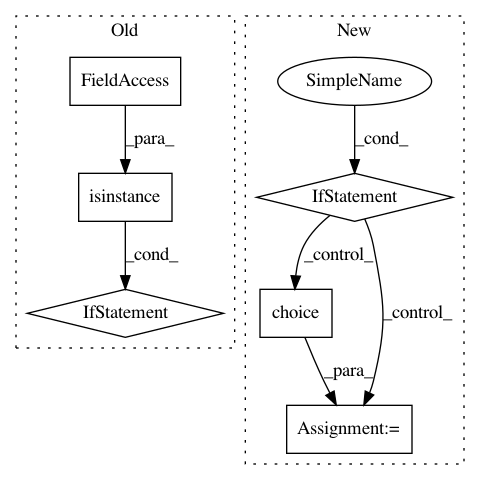 Old
New
FieldAccess
SimpleName
_para_
_cond_
isinstance
IfStatement
_cond_
_control_
IfStatement
choice
_control_
_para_
Assignment:=